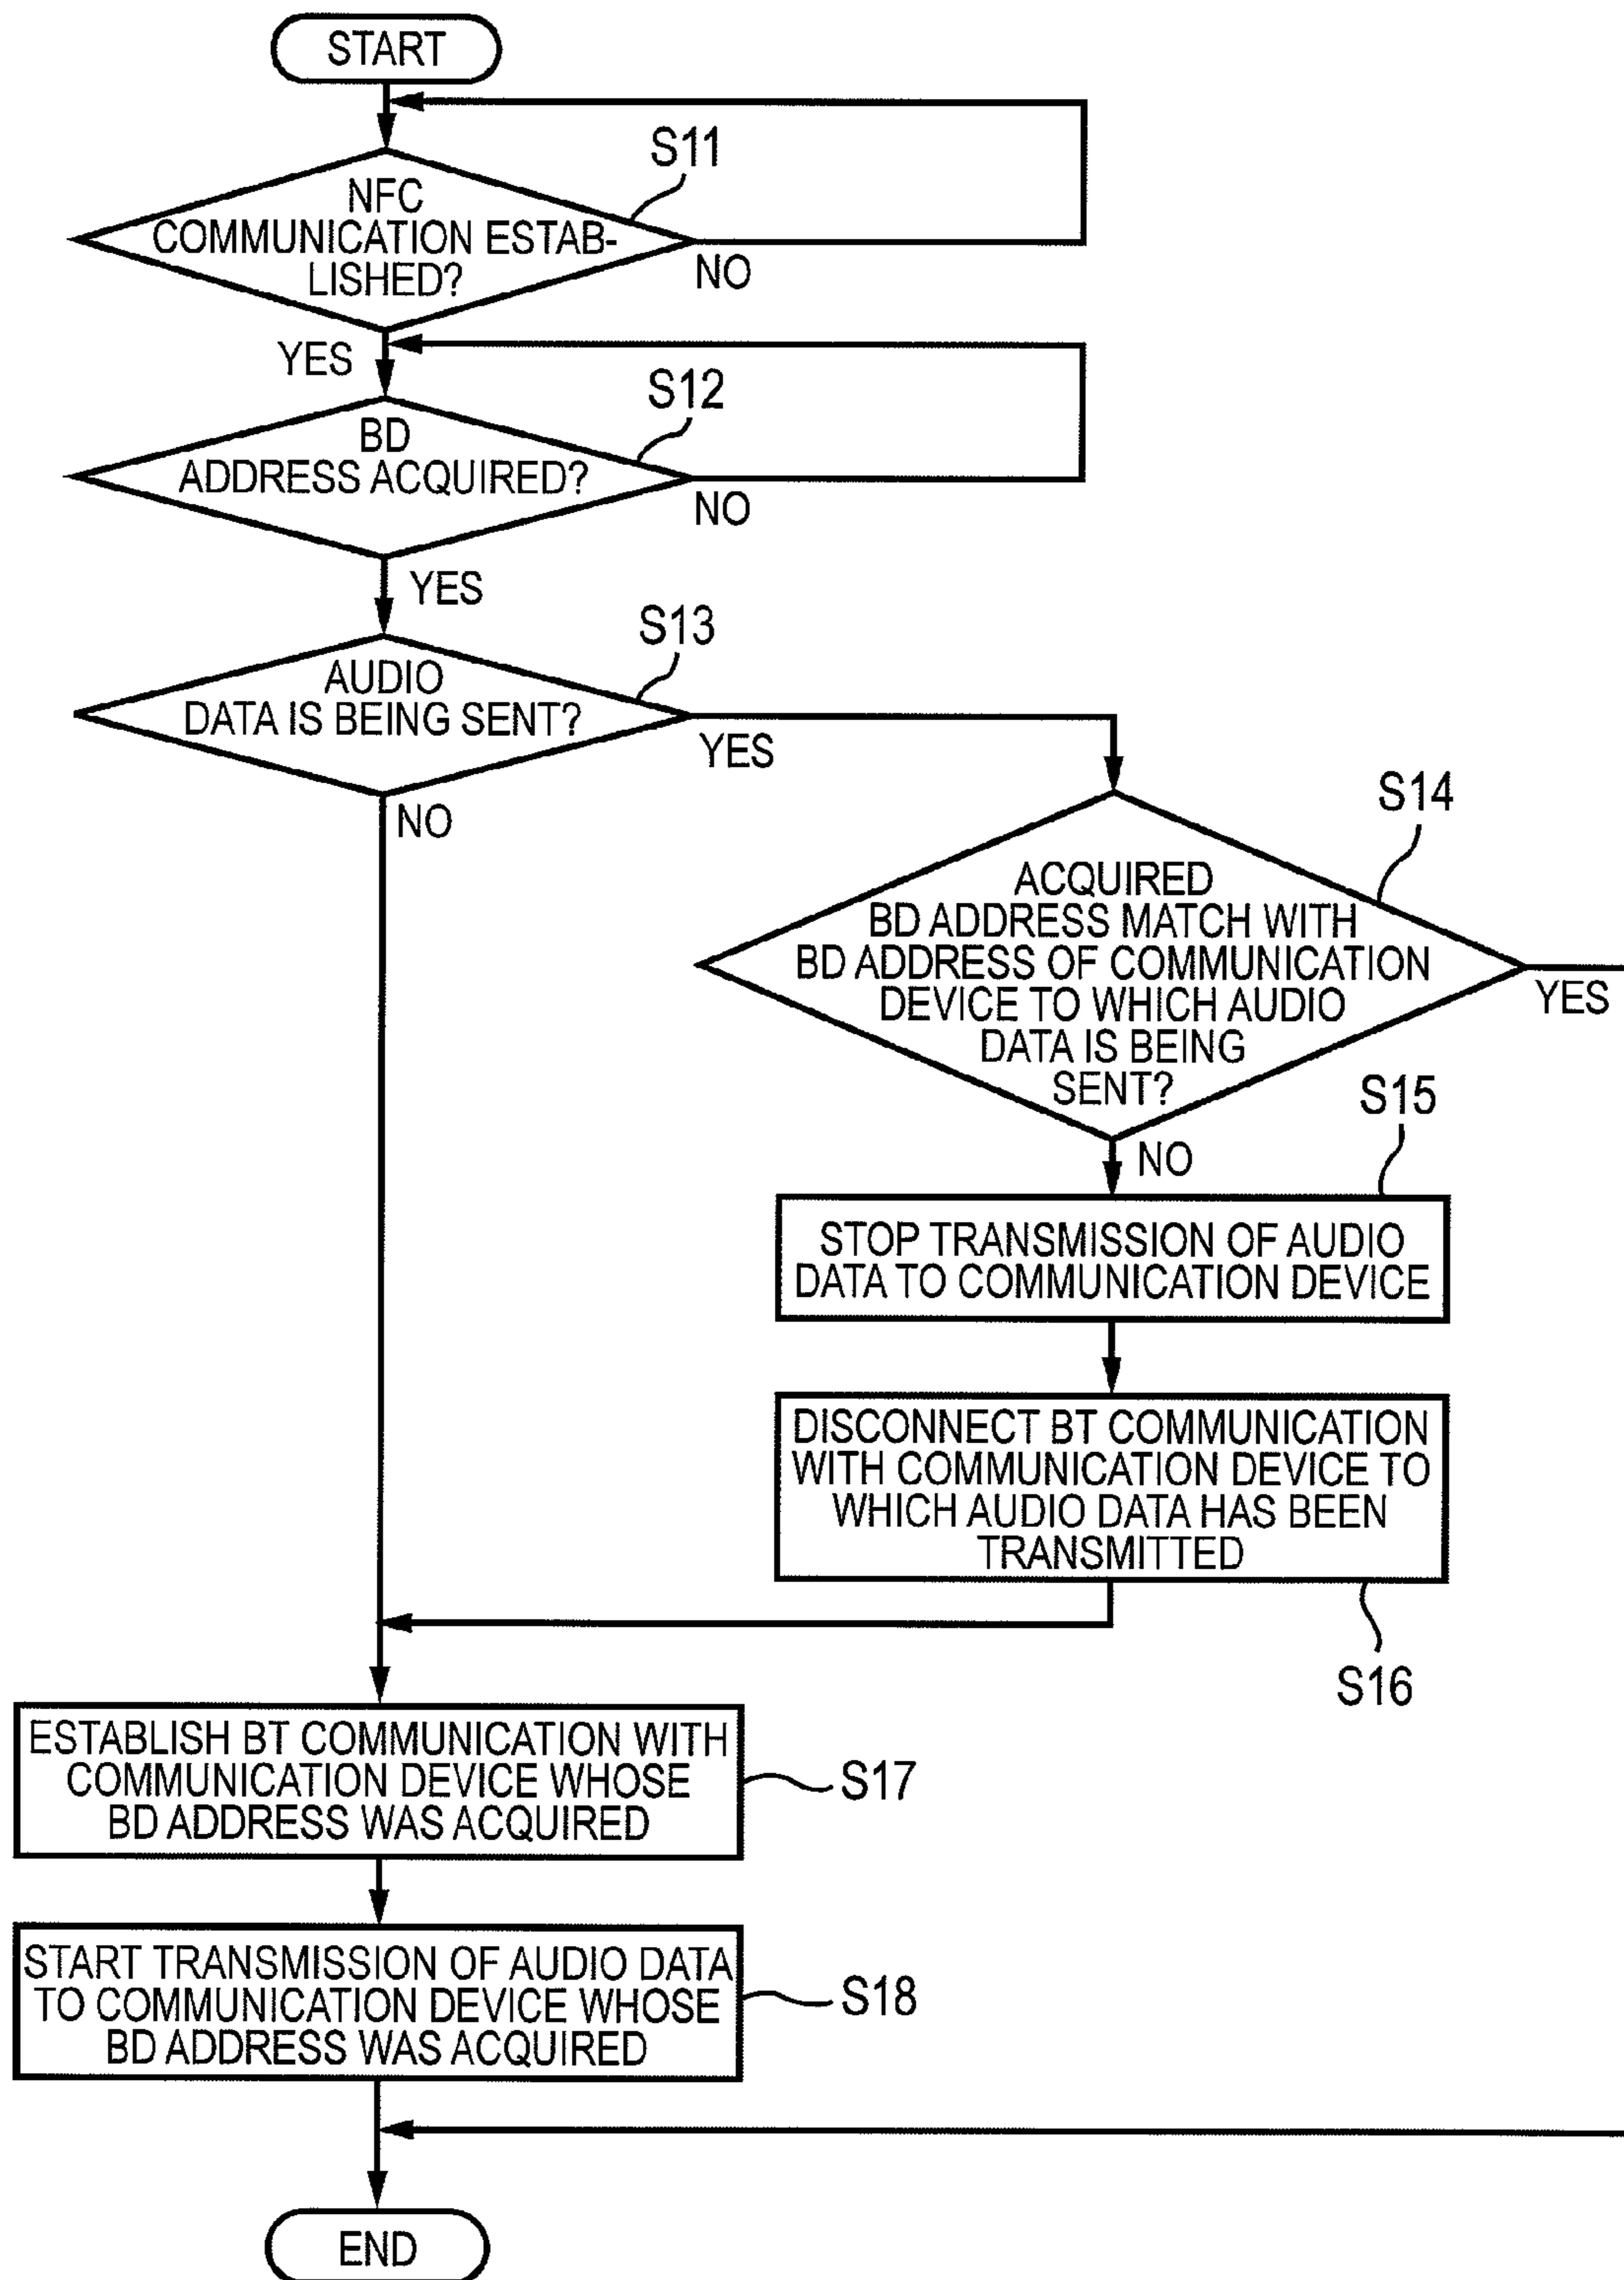 START
S11
NFC
COMMUNICATION ESTAB-
LISHED?
NO
YES
S12
BD
ADDRESS ACQUIRED?
NO
YES
S13
AUDIO
DATA IS BEING SENT?
YES
NO
S14
ACQUIRED
BD ADDRESS MATCH WITH
BD ADDRESS OF COMMUNICATION
DEVICE TO WHICH AUDIO
DATA IS BEING
SENT?
YES
NO
S15
STOP TRANSMISSION OF AUDIO
DATA TO COMMUNICATION DEVICE
DISCONNECT BT COMMUNICATION
WITH COMMUNICATION DEVICE TO
WHICH AUDIO DATA HAS BEEN
TRANSMITTED
S16
ESTABLISH BT COMMUNICATION WITH
COMMUNICATION DEVICE WHOSE
BD ADDRESS WAS ACQUIRED
S17
START TRANSMISSION OF AUDIO DATA
TO COMMUNICATION DEVICE WHOSE
BD ADDRESS WAS ACQUIRED
S18
END